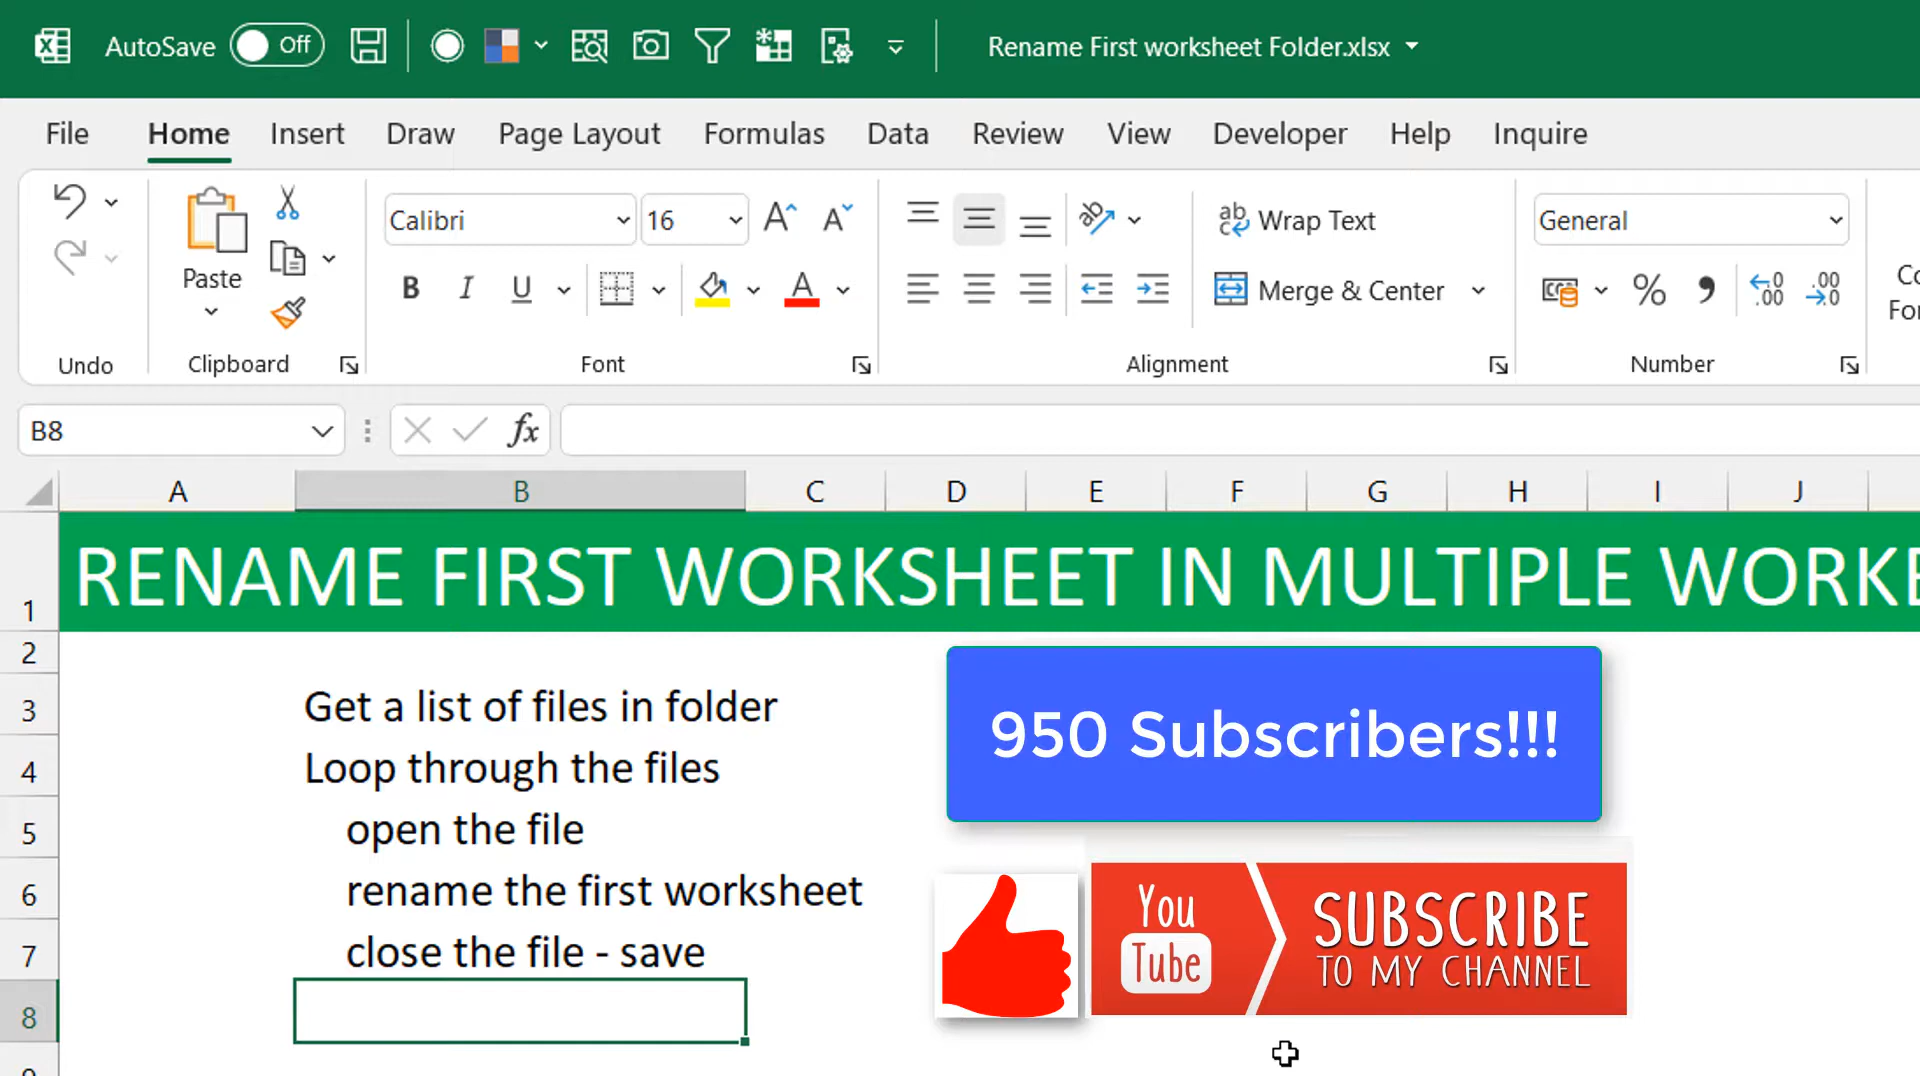 AutoSave Off Rename First worksheet Folder.xlsx
File Home Insert Draw Page Layout Formulas Data Review View Developer Help Inquire
Calibri 16 ab c Wrap Text General
Paste B I U A Merge & Center % .00 .00
Undo Clipboard Font Alignment Number
B8 fx
A B C D E F G H I J
1 RENAME FIRST WORKSHEET IN MULTIPLE
2
3 Get a list of files in folder
950 Subscribers!!!
4 Loop through the files
5 open the file
6 rename the first worksheet
You Tube SUBSCRIBE
TO MY CHANNEL
7 close the file - save
8